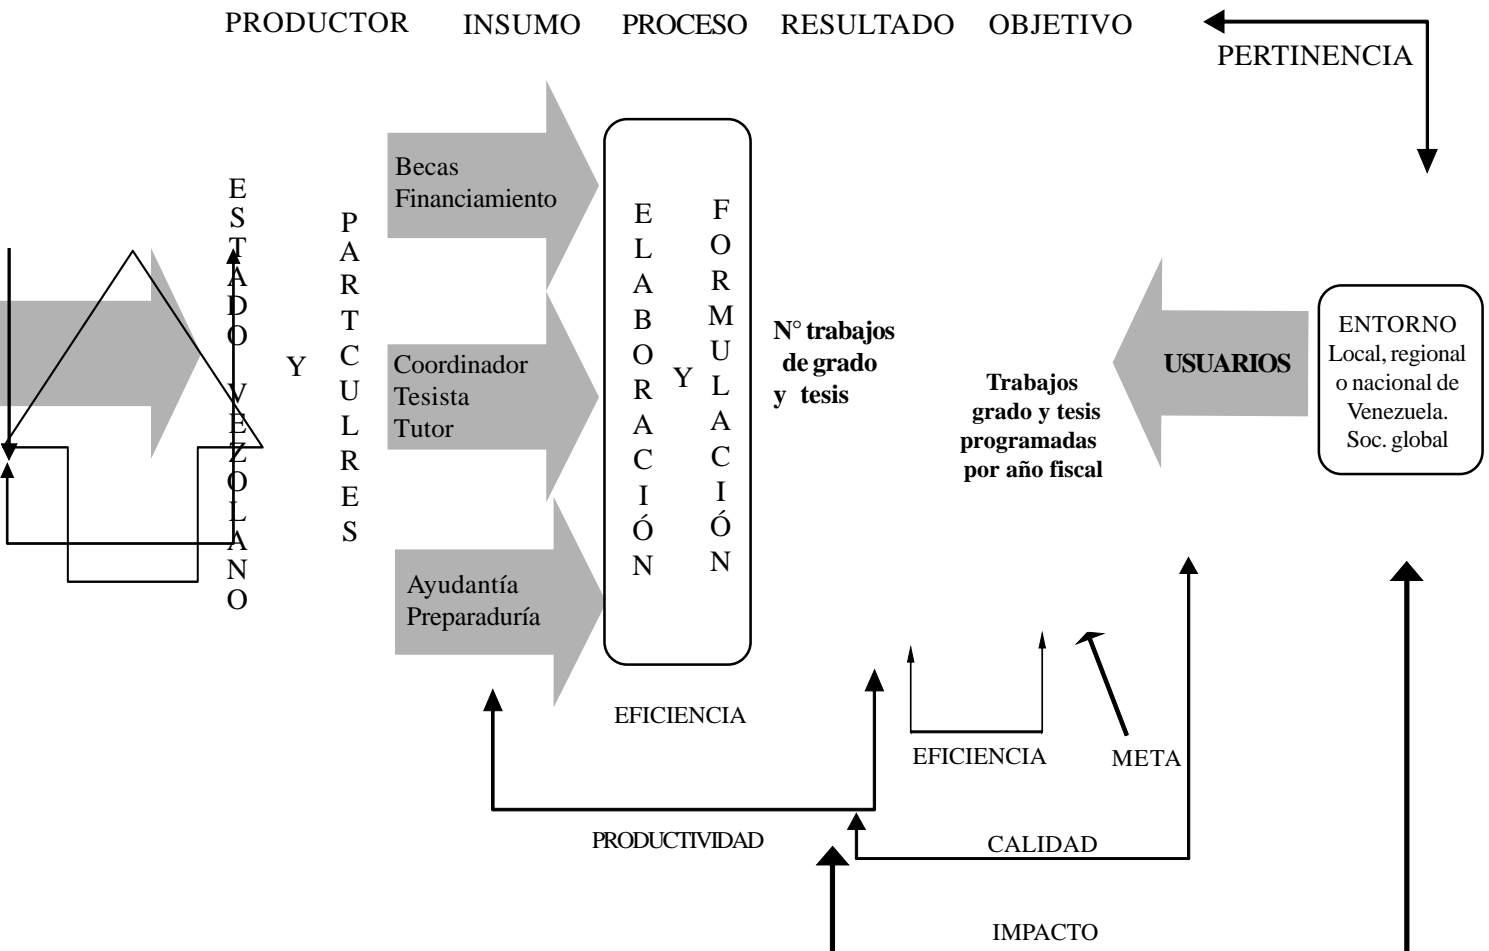 PRODUCTOR INSUMO PROCESO RESULTADO OBJETIVO
PERTINENCIA
ESTADO VEZOLANO
Y
PARTCULRES
Becas
Financiamiento
Coordinador
Tesista
Tutor
Ayudantía
Preparaduría
ELABORACIÓN
Y
FORMULACIÓN
N° trabajos
de grado
y tesis
Trabajos
grado y tesis
programadas
por año fiscal
USUARIOS
ENTORNO
Local, regional
o nacional de
Venezuela.
Soc. global
EFICIENCIA
EFICIENCIA
META
PRODUCTIVIDAD
CALIDAD
IMPACTO